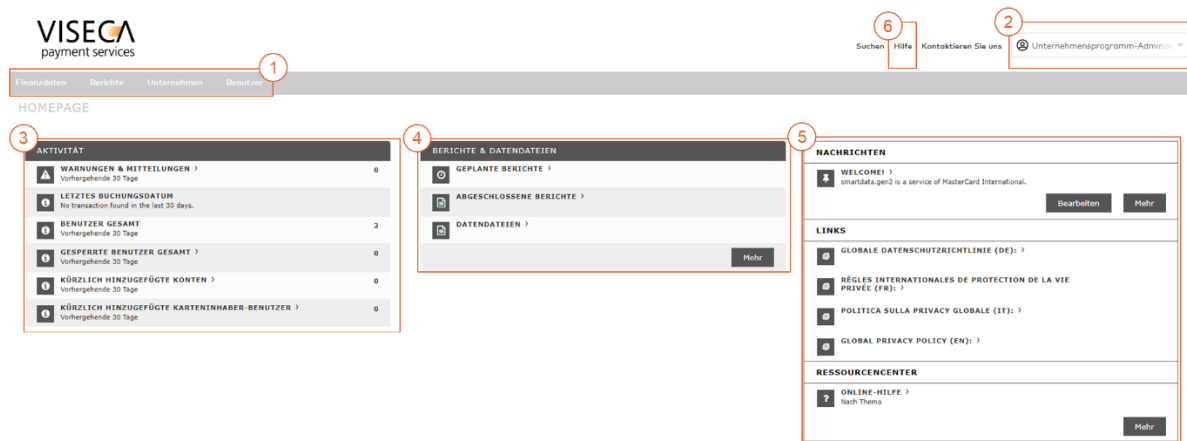 VISECA
payment services
6
2
Suchen Hilfe Kontaktieren Sie uns Unternehmensprogramm-Adminis
1
Finanzdaten Berichte Unternehmen Benutzer
HOMEPAGE
3
AKTIVITÄT
WARNUNGEN & MITTEILUNGEN > 0
Vorhergehende 30 Tage
LETZTES BUCHUNGSDATUM
No transaction found in the last 30 days.
BENUTZER GESAMT 2
Vorhergehende 30 Tage
GESPERRTE BENUTZER GESAMT > 0
Vorhergehende 30 Tage
KÜRZLICH HINZUGEFÜGTE KONTEN > 0
Vorhergehende 30 Tage
KÜRZLICH HINZUGEFÜGTE KARTENINHABER-BENUTZER > 0
Vorhergehende 30 Tage
4
BERICHTE & DATENDATEIEN
GEPLANTE BERICHTE >
ABGESCHLOSSENE BERICHTE >
DATENDATEIEN >
Mehr
5
NACHRICHTEN
WELCOME! >
smartdata.gen2 is a service of MasterCard International.
Bearbeiten Mehr
LINKS
GLOBALE DATENSCHUTZRICHTLINIE (DE): >
RÈGLES INTERNATIONALES DE PROTECTION DE LA VIE
PRIVÉE (FR): >
POLITICA SULLA PRIVACY GLOBALE (IT): >
GLOBAL PRIVACY POLICY (EN): >
RESSOURCENCENTER
ONLINE-HILFE >
Nach Thema
Mehr